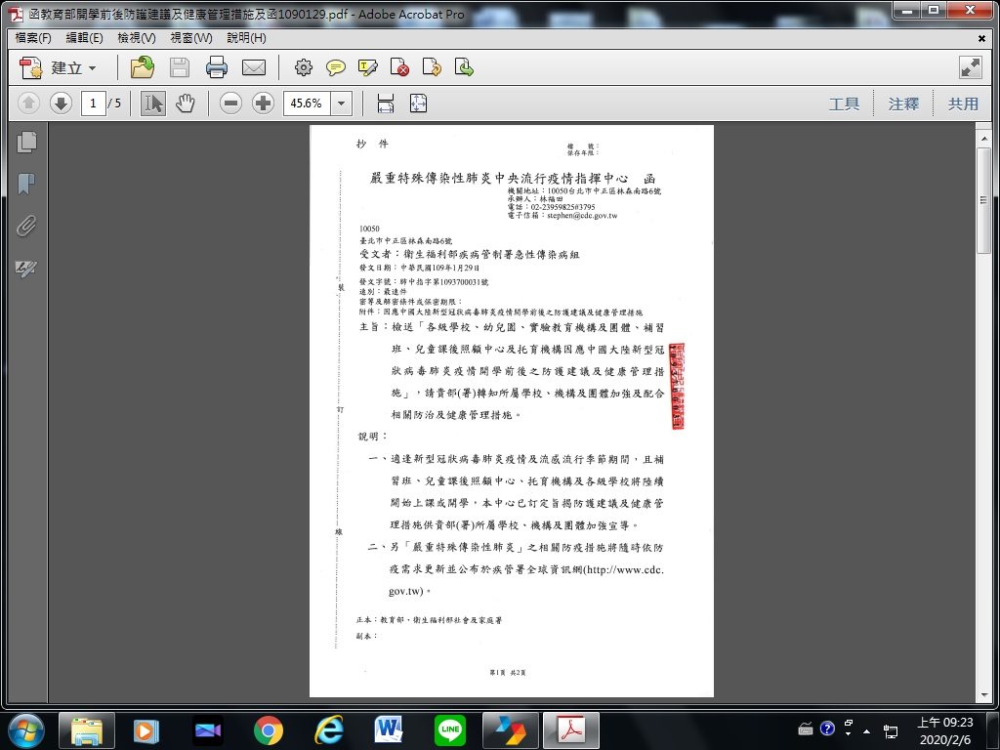 函教育部開學前後防護建議及健康管理措施及函1090129.pdf - Adobe Acrobat Pro
檔案(F) 編輯(E) 檢視(V) 視窗(W) 說明(H)
建立
1 / 5 45.6% 工具 注釋 共用
抄 件
檔 號：
保存年限：
嚴重特殊傳染性肺炎中央流行疫情指揮中心 函
機關地址：10050台北市中正區林森南路6號
承辦人：林福田
電話：02-23959825#3795
電子信箱：stephen@cdc.gov.tw
10050
臺北市中正區林森南路6號
受文者：衛生福利部疾病管制署急性傳染病組
發文日期：中華民國109年1月29日
發文字號：肺中指字第1093700031號
速別：最速件
密等及解密條件或保密期限：
附件：因應中國大陸新型冠狀病毒肺炎疫情開學前後之防護建議及健康管理措施
主旨：檢送「各級學校、幼兒園、實驗教育機構及團體、補習
班、兒童課後照顧中心及托育機構因應中國大陸新型冠
狀病毒肺炎疫情開學前後之防護建議及健康管理措
施」，請貴部(署)轉知所屬學校、機構及團體加強及配合
相關防治及健康管理措施。
說明：
一、適逢新型冠狀病毒肺炎疫情及流感流行季節期間，且補
習班、兒童課後照顧中心、托育機構及各級學校將陸續
開始上課或開學，本中心已訂定旨揭防護建議及健康管
理措施供貴部(署)所屬學校、機構及團體加強宣導。
二、另「嚴重特殊傳染性肺炎」之相關防疫措施將隨時依防
疫需求更新並公布於疾管署全球資訊網(http://www.cdc.
gov.tw)。
正本：教育部、衛生福利部社會及家庭署
副本：
裝
訂
線
第1頁 共2頁
LINE
上午 09:23
2020/2/6